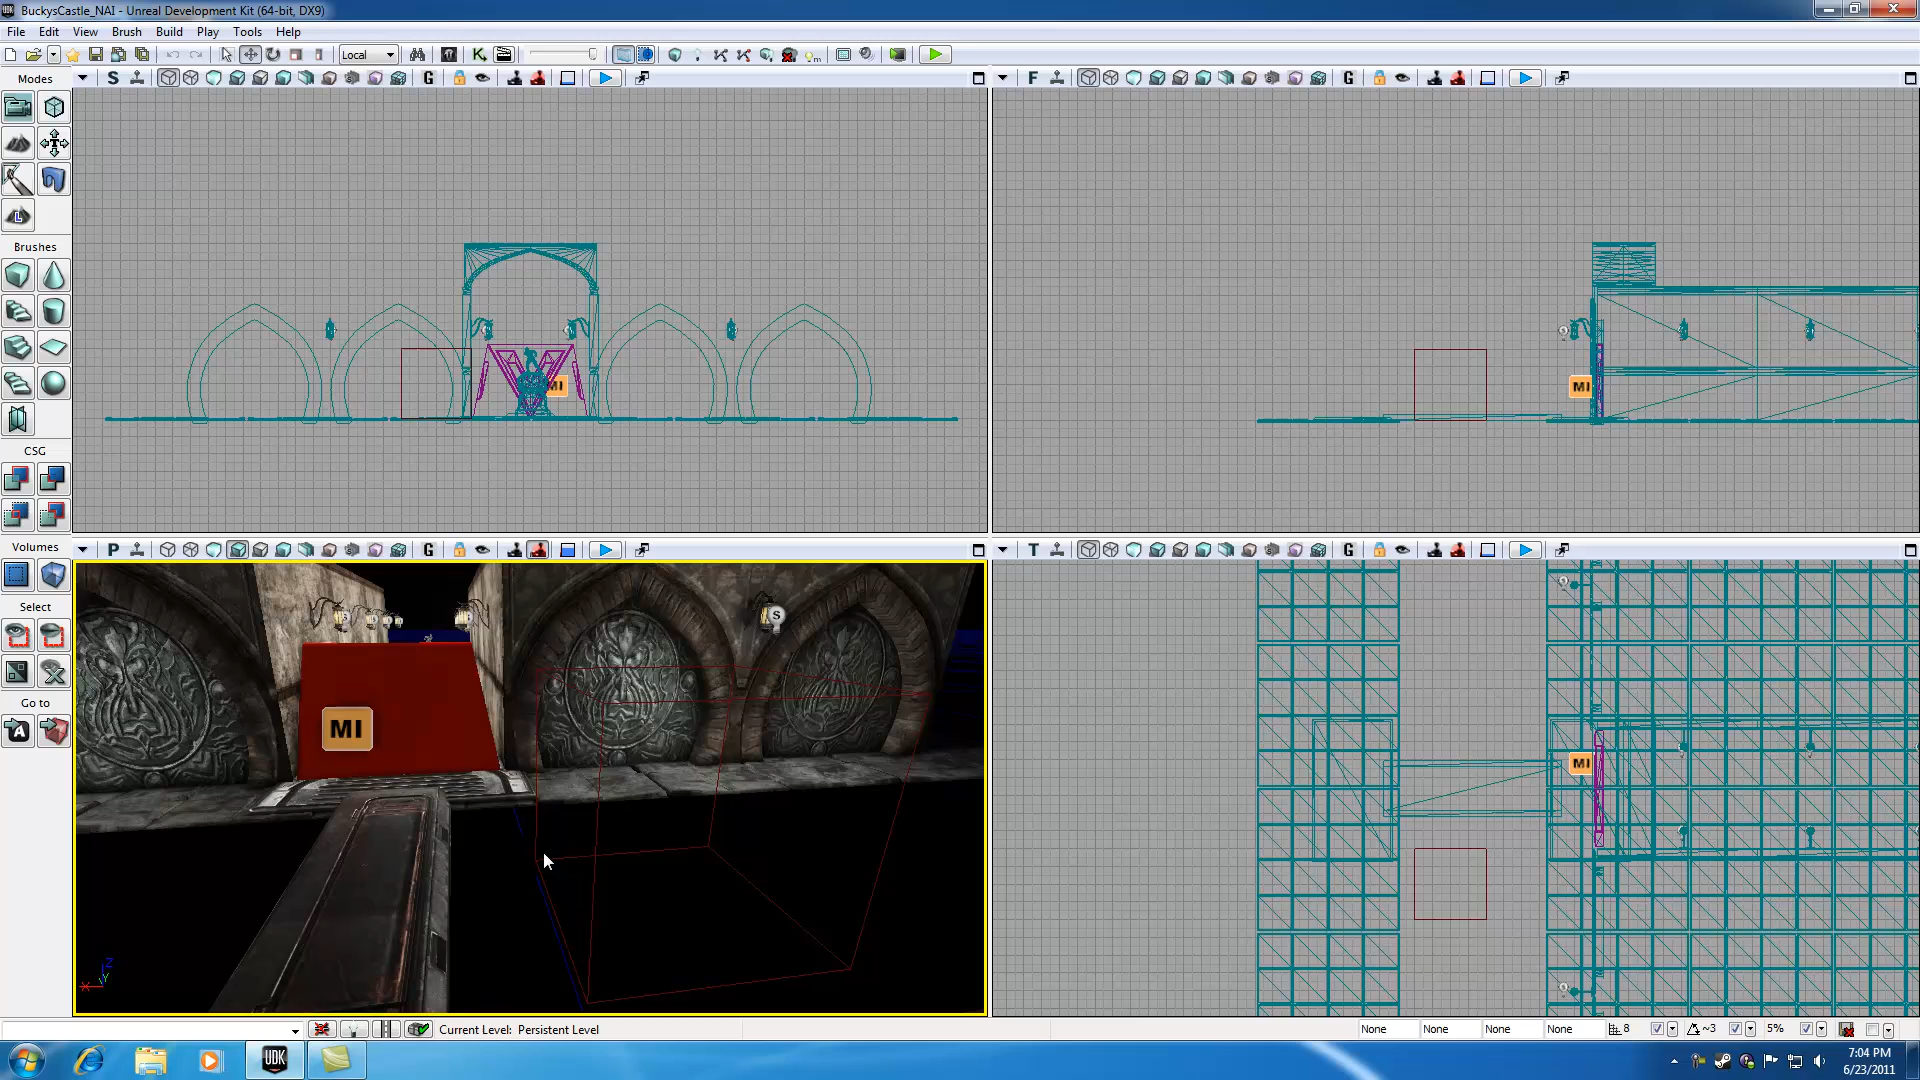 BuckysCastle_NAI - Unreal Development Kit (64-bit, DX9)
File Edit View Brush Build Play Tools Help
Local
Modes
S
G
F
G
Brushes
CSG
Volumes
Select
Go to
MI
MI
P
G
T
G
S
MI
MI
Current Level: Persistent Level
None None None None 8 ~3 5%
UDK
7:04 PM
6/23/2011